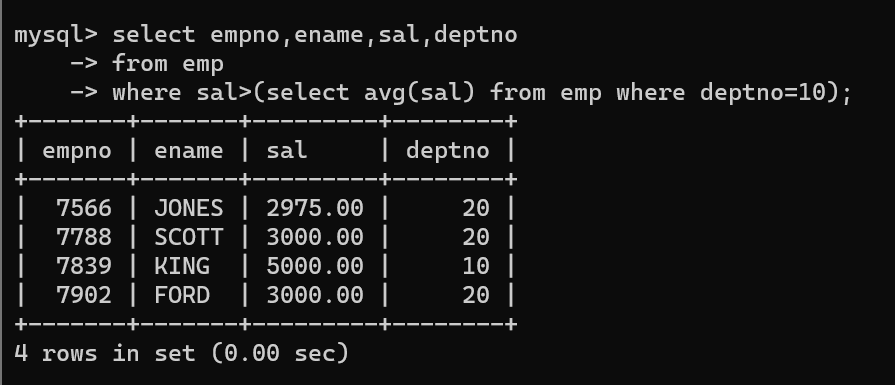 mysql> select empno,ename,sal,deptno
    -> from emp
    -> where sal>(select avg(sal) from emp where deptno=10);
+-------+-------+---------+--------+
| empno | ename | sal     | deptno |
+-------+-------+---------+--------+
|  7566 | JONES | 2975.00 |     20 |
|  7788 | SCOTT | 3000.00 |     20 |
|  7839 | KING  | 5000.00 |     10 |
|  7902 | FORD  | 3000.00 |     20 |
+-------+-------+---------+--------+
4 rows in set (0.00 sec)